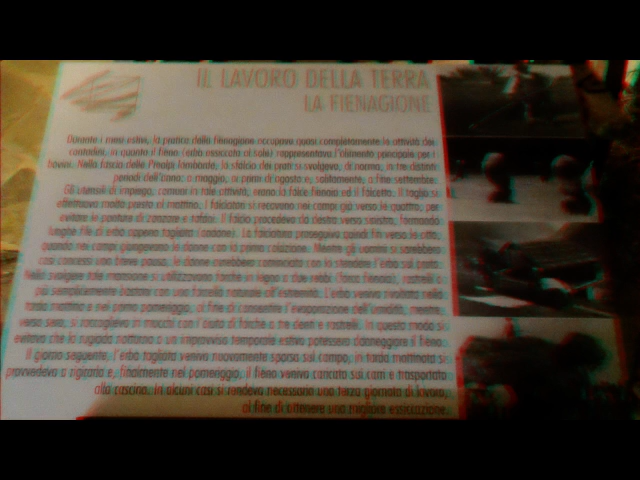 IL LAVORO DELLA TERRA
LA FIENAGIONE
Durante i mesi estivi, la pratica della fienagione occupava quasi completamente le attività dei
contadini, in quanto il fieno (erba essiccata al sole) rappresentava l'alimento principale per i
bovini. Nella fascia delle Prealpi lombarde, lo sfalcio dei prati si svolgeva, di norma, in tre distinti
periodi dell'anno: a maggio, ai primi di agosto e, solitamente, a fine settembre.
Gli utensili di impiego, comuni in tale attività, erano la falce fienaia ed il falcetto. Il taglio si
effettuava molto presto al mattino. I falciatori si recavano nei campi già verso le quattro, per
evitare le punture di zanzare e tafani. Il falcio procedeva da destra verso sinistra, formando
lunghe file di erba appena tagliata (andane). La falciatura proseguiva quindi fin verso le otto,
quando nei campi giungevano le donne con la prima colazione. Mentre gli uomini si sarebbero
così concessi una breve pausa, le donne avrebbero cominciato con lo stendere l'erba sul prato.
Nello svolgere tale mansione si utilizzavano forche in legno a due rebbi (forca fienaia), rastrelli o
più semplicemente bastoni con una forcella naturale all'estremità. L'erba veniva rivoltata nella
tarda mattina e nel primo pomeriggio, al fine di consentire l'evaporazione dell'umidità, mentre,
verso sera, si raccoglieva in mucchi con l'aiuto di forche a tre denti e rastrelli. In questo modo si
evitava che la rugiada notturna o un improvviso temporale estivo potessero danneggiare il fieno.
Il giorno seguente, l'erba tagliata veniva nuovamente sparsa sul campo, in tarda mattinata si
provvedeva a rigirarla e, finalmente nel pomeriggio, il fieno veniva caricato sui carri e trasportato
alla cascina. In alcuni casi si rendeva necessaria una terza giornata di lavoro,
al fine di ottenere una migliore essiccazione.